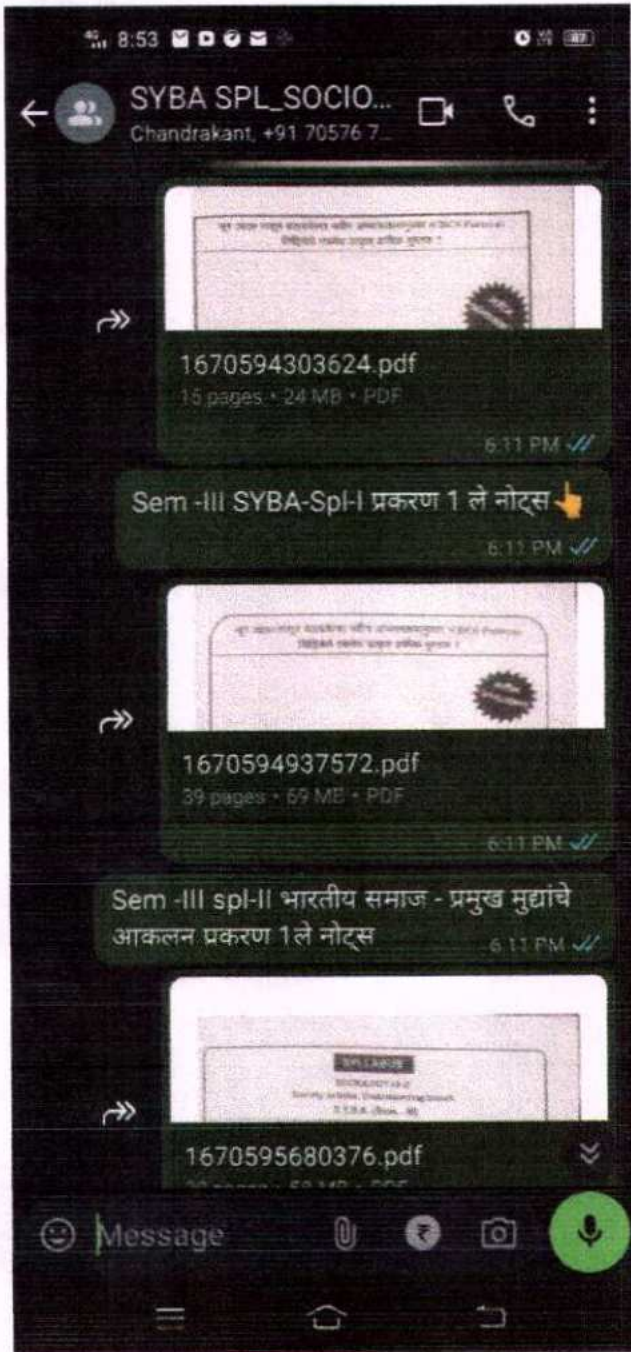 8:53
87
SYBA SPL_SOCIO...
Chandrakant, +91 70576 7...
1670594303624.pdf
15 pages • 24 MB • PDF
6:11 PM
Sem -III SYBA-Spl-I प्रकरण 1 ले नोट्स👆
6:11 PM
1670594937572.pdf
39 pages • 69 MB • PDF
6:11 PM
Sem -III spl-II भारतीय समाज - प्रमुख मुद्यांचे
आकलन प्रकरण 1ले नोट्स
6:11 PM
SYLLABUS
1670595680376.pdf
Message